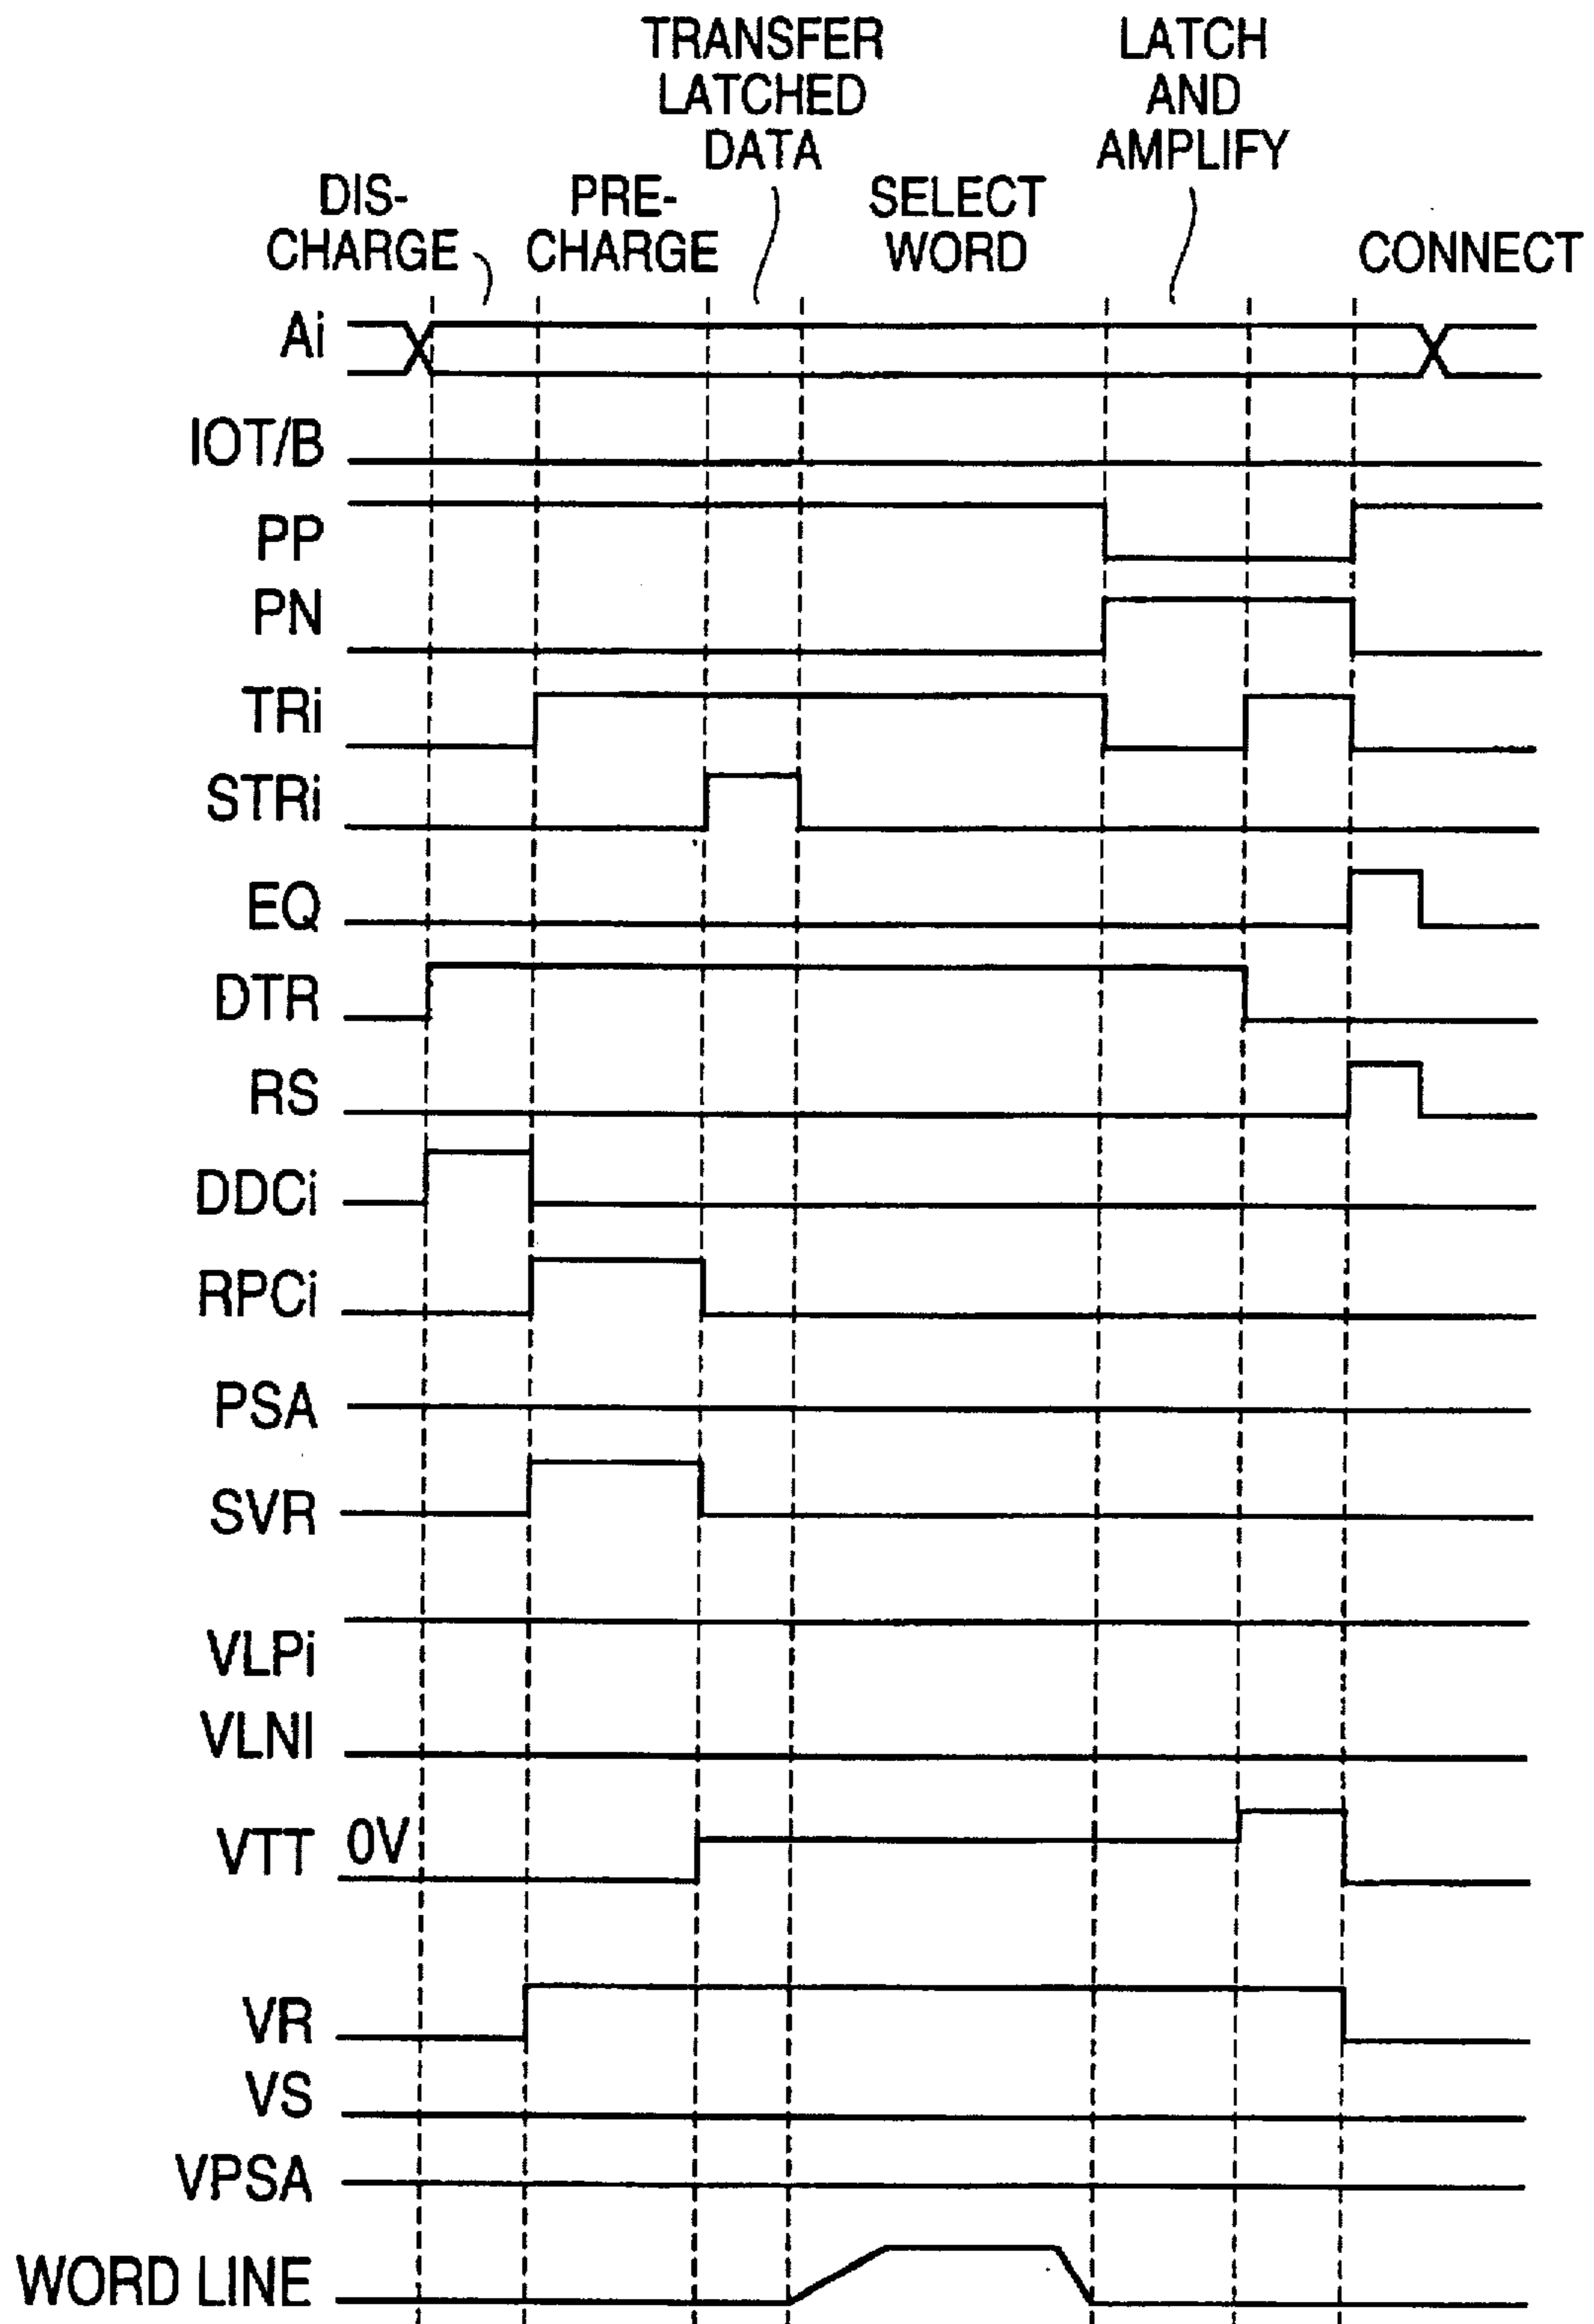 TRANSFER
LATCHED
DATA
LATCH
AND
AMPLIFY
DIS-
CHARGE
PRE-
CHARGE
SELECT
WORD
CONNECT
Ai
IOT/B
PP
PN
TRi
STRi
EQ
DTR
RS
DDCi
RPCi
PSA
SVR
VLPi
VLNI
VTT 0V
VR
VS
VPSA
WORD LINE